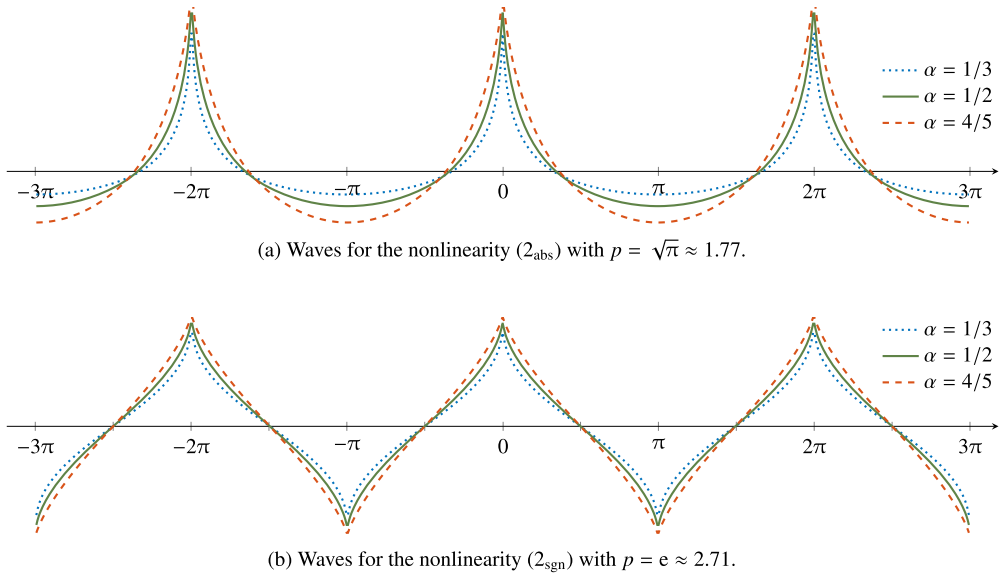 α = 1/3
α = 1/2
α = 4/5
−3π −2π −π 0 π 2π 3π
(a) Waves for the nonlinearity (2abs) with p = √π ≈ 1.77.
α = 1/3
α = 1/2
α = 4/5
−3π −2π −π 0 π 2π 3π
(b) Waves for the nonlinearity (2sgn) with p = e ≈ 2.71.